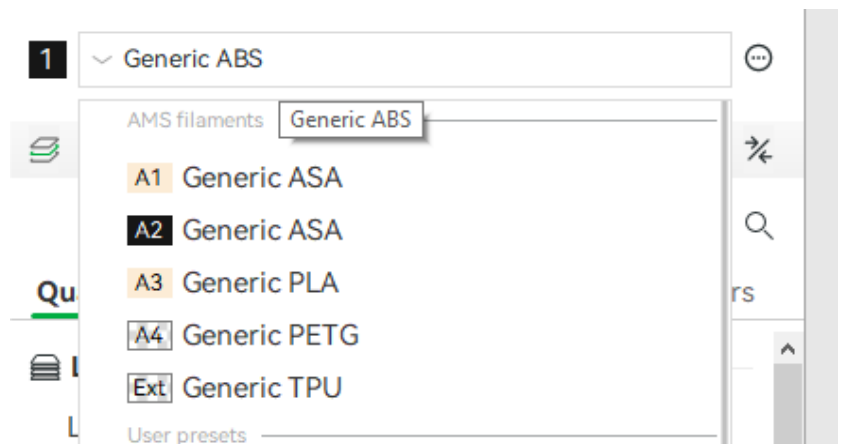 1 Generic ABS
AMS filaments Generic ABS
A1 Generic ASA
A2 Generic ASA
Qu A3 Generic PLA rs
A4 Generic PETG
L
Ext Generic TPU
L User presets